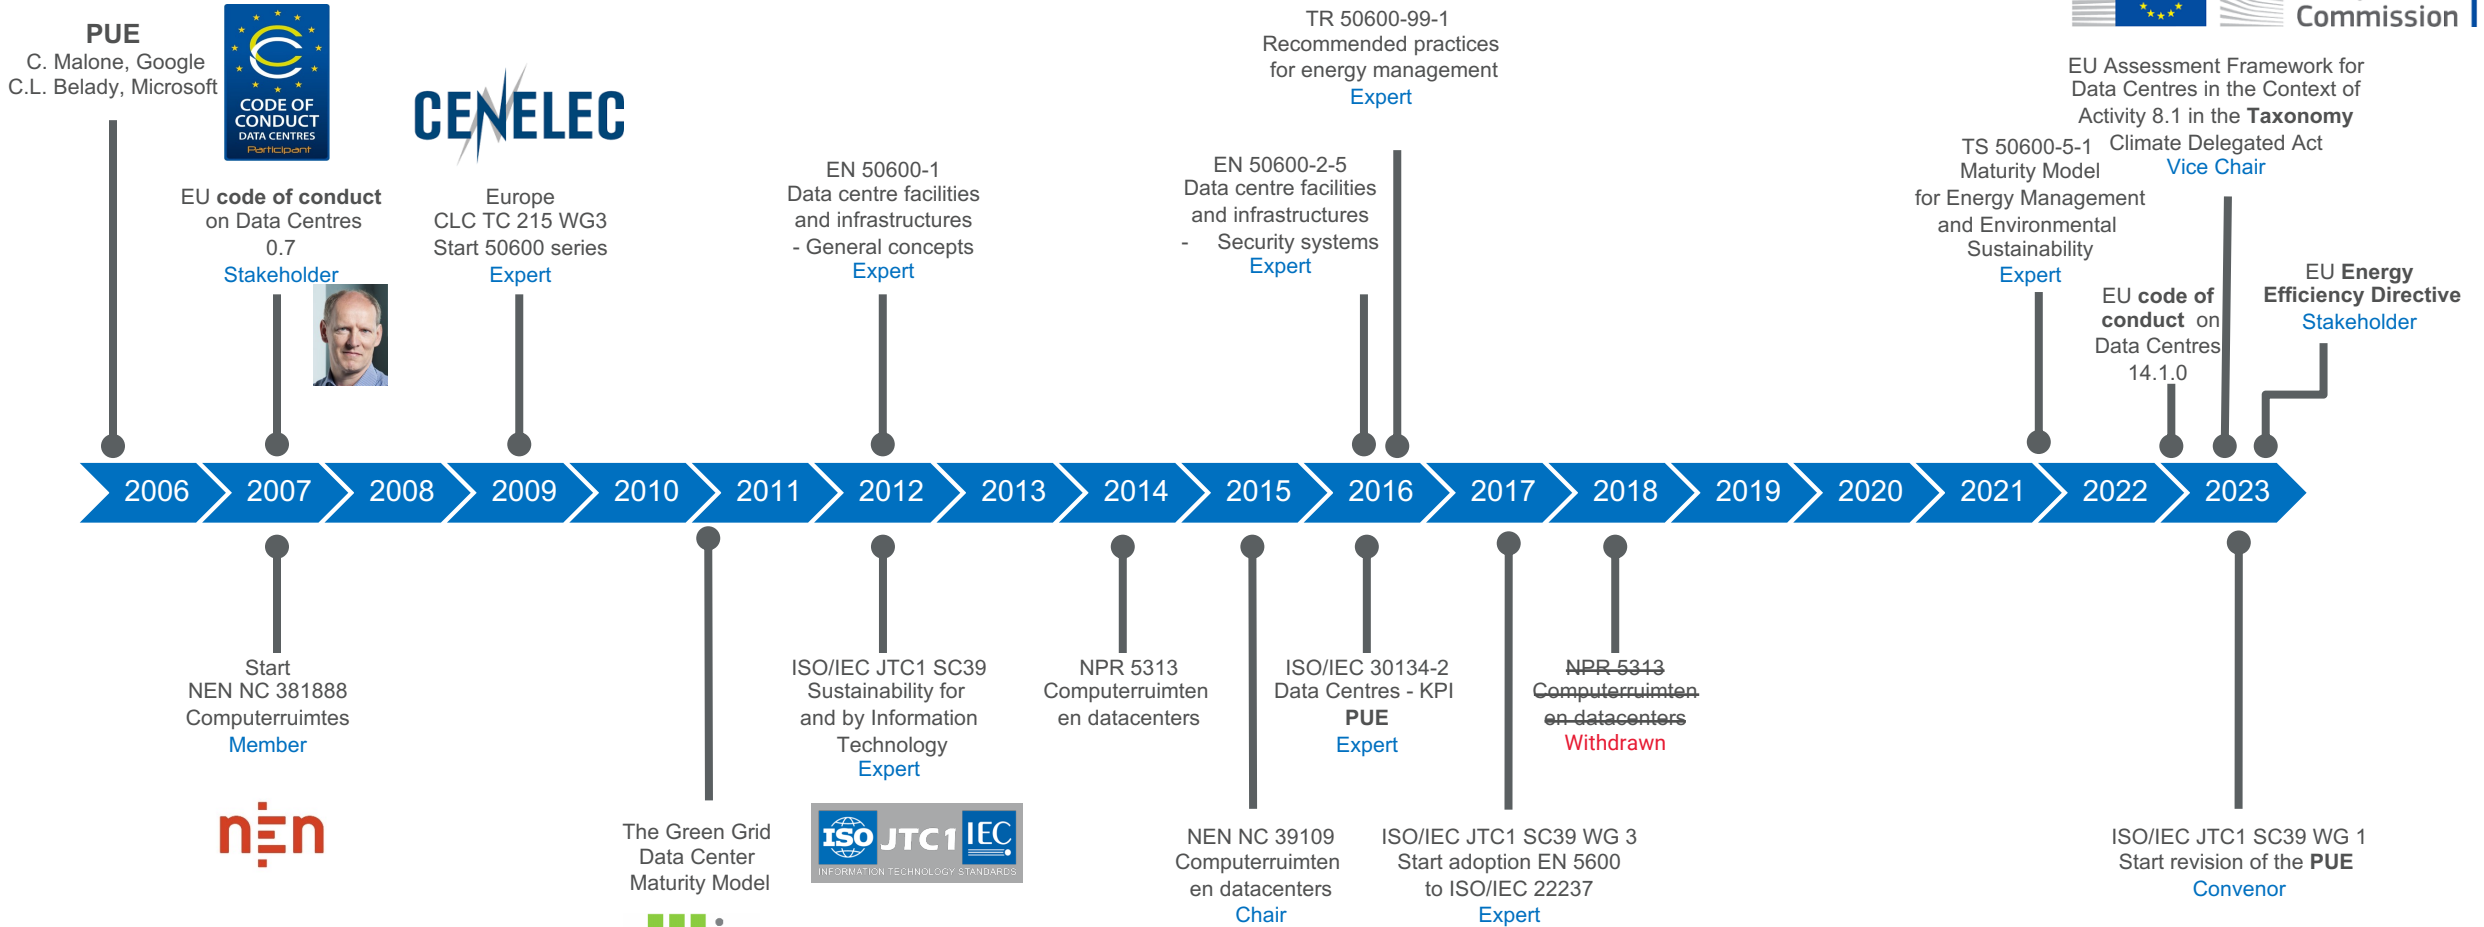 PUE
C. Malone, Google
C.L. Belady, Microsoft
CODE OF
CONDUCT
DATA CENTRES
Participant
EU code of conduct
on Data Centres
0.7
Stakeholder
CENELEC
Europe
CLC TC 215 WG3
Start 50600 series
Expert
EN 50600-1
Data centre facilities
and infrastructures
- General concepts
Expert
TR 50600-99-1
Recommended practices
for energy management
Expert
EN 50600-2-5
Data centre facilities
and infrastructures
- Security systems
Expert
Commission
EU Assessment Framework for
Data Centres in the Context of
Activity 8.1 in the Taxonomy
Climate Delegated Act
Vice Chair
TS 50600-5-1
Maturity Model
for Energy Management
and Environmental
Sustainability
Expert
EU code of
conduct on
Data Centres
14.1.0
EU Energy
Efficiency Directive
Stakeholder
2006 2007 2008 2009 2010 2011 2012 2013 2014 2015 2016 2017 2018 2019 2020 2021 2022 2023
Start
NEN NC 381888
Computerruimtes
Member
nen
The Green Grid
Data Center
Maturity Model
ISO/IEC JTC1 SC39
Sustainability for
and by Information
Technology
Expert
ISO JTC1 IEC
INFORMATION TECHNOLOGY STANDARDS
NPR 5313
Computerruimten
en datacenters
NEN NC 39109
Computerruimten
en datacenters
Chair
ISO/IEC 30134-2
Data Centres - KPI
PUE
Expert
ISO/IEC JTC1 SC39 WG 3
Start adoption EN 5600
to ISO/IEC 22237
Expert
NPR 5313
Computerruimten
en datacenters
Withdrawn
ISO/IEC JTC1 SC39 WG 1
Start revision of the PUE
Convenor